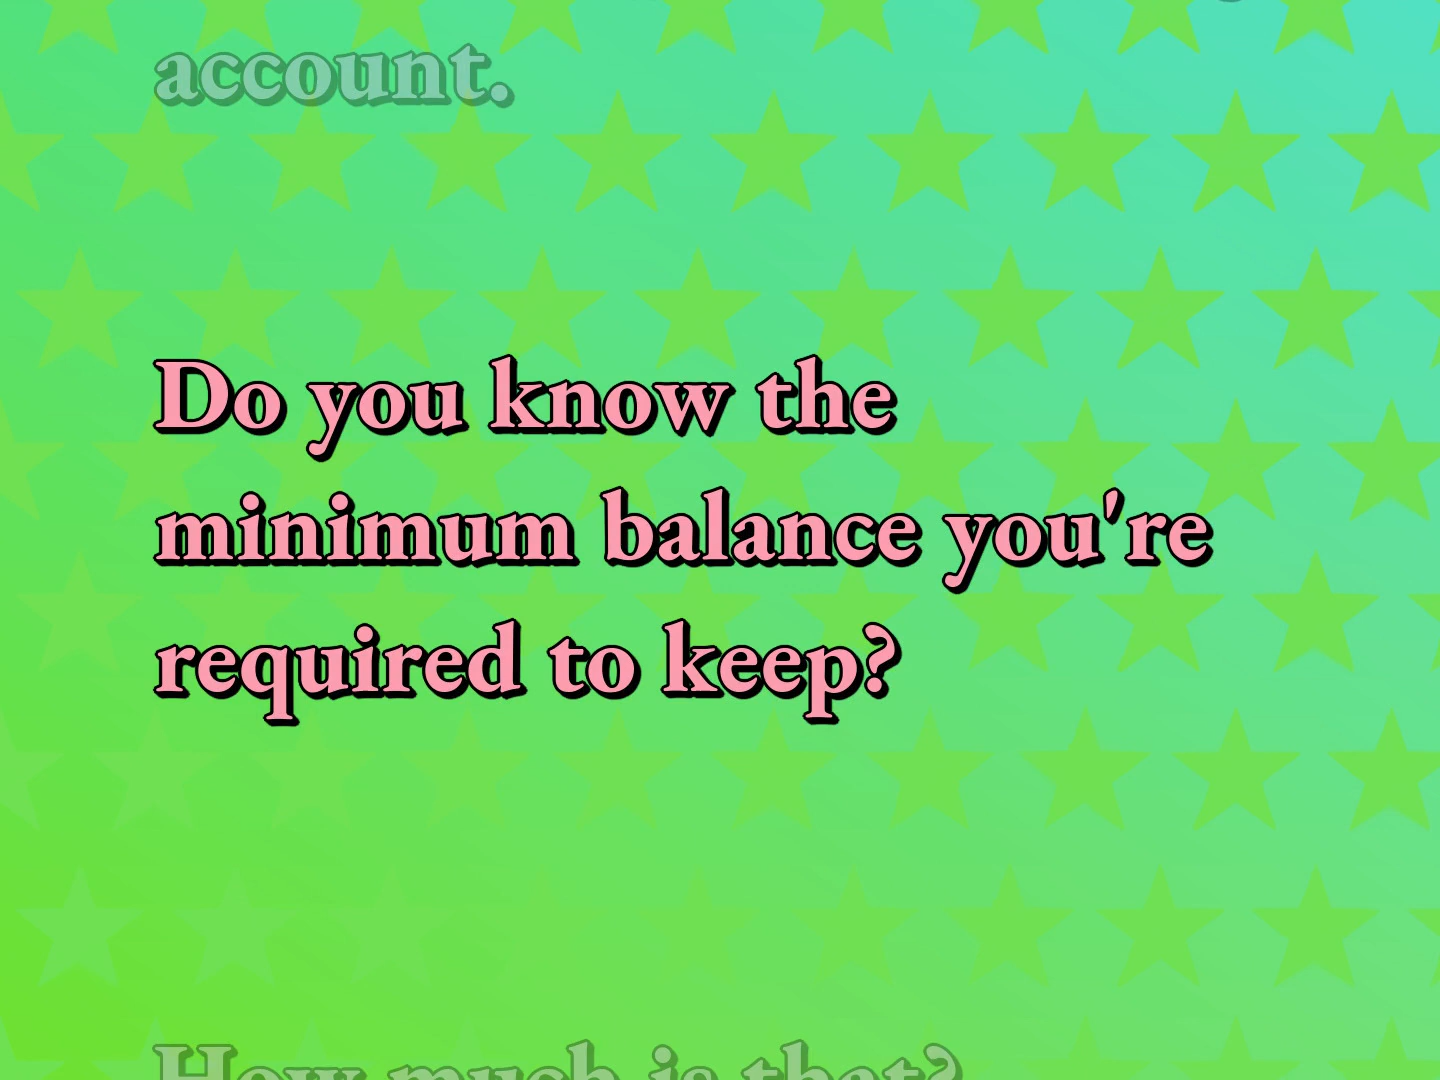 account.
Do you know the
minimum balance you're
required to keep?
How much is that?